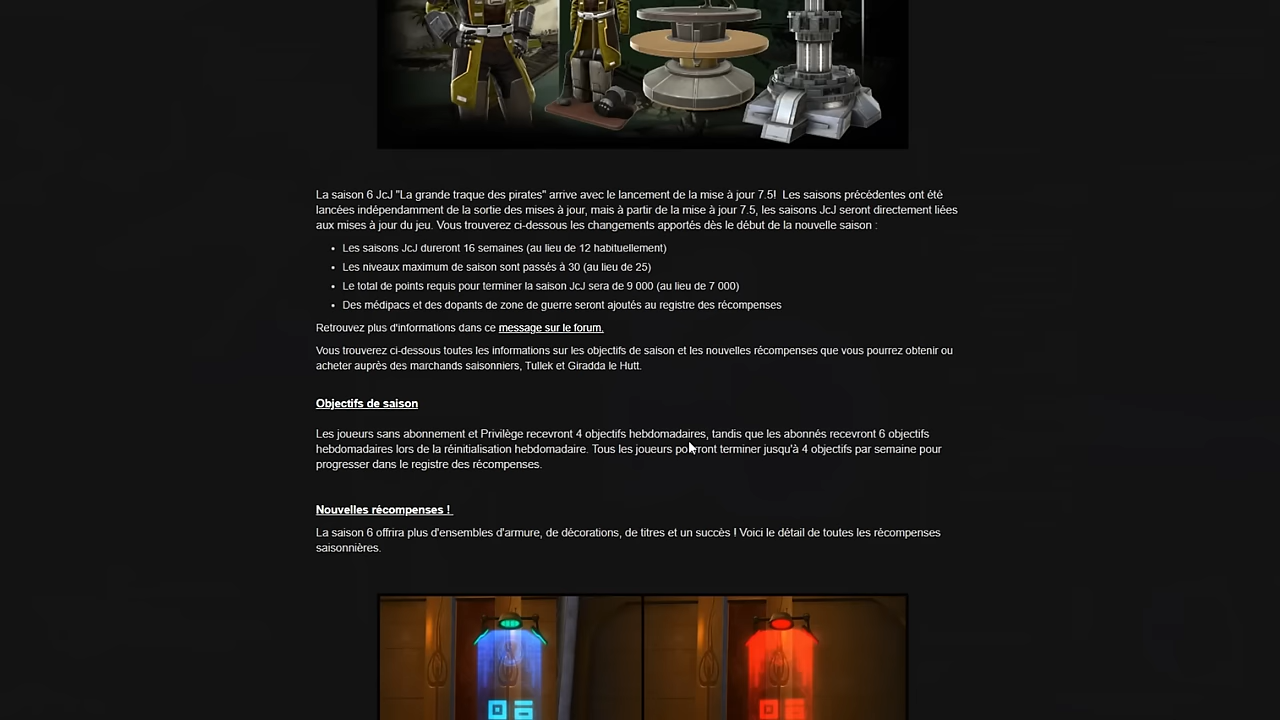 La saison 6 JcJ "La grande traque des pirates" arrive avec le lancement de la mise à jour 7.5!  Les saisons précédentes ont été
lancées indépendamment de la sortie des mises à jour, mais à partir de la mise à jour 7.5, les saisons JcJ seront directement liées
aux mises à jour du jeu. Vous trouverez ci-dessous les changements apportés dès le début de la nouvelle saison :
• Les saisons JcJ dureront 16 semaines (au lieu de 12 habituellement)
• Les niveaux maximum de saison sont passés à 30 (au lieu de 25)
• Le total de points requis pour terminer la saison JcJ sera de 9 000 (au lieu de 7 000)
• Des médipacs et des dopants de zone de guerre seront ajoutés au registre des récompenses
Retrouvez plus d'informations dans ce message sur le forum.
Vous trouverez ci-dessous toutes les informations sur les objectifs de saison et les nouvelles récompenses que vous pourrez obtenir ou
acheter auprès des marchands saisonniers, Tullek et Giradda le Hutt.
Objectifs de saison
Les joueurs sans abonnement et Privilège recevront 4 objectifs hebdomadaires, tandis que les abonnés recevront 6 objectifs
hebdomadaires lors de la réinitialisation hebdomadaire. Tous les joueurs pourront terminer jusqu'à 4 objectifs par semaine pour
progresser dans le registre des récompenses.
Nouvelles récompenses !
La saison 6 offrira plus d'ensembles d'armure, de décorations, de titres et un succès ! Voici le détail de toutes les récompenses
saisonnières.